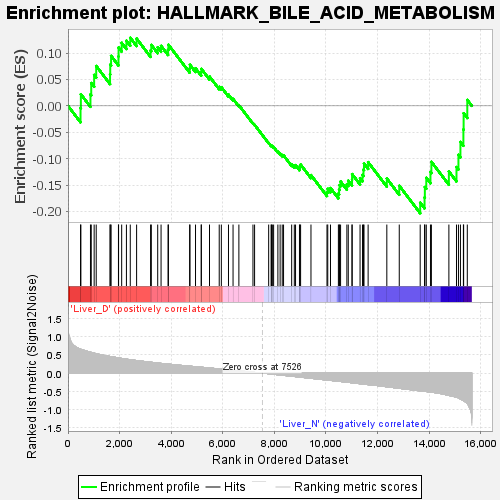 Enrichment plot: HALLMARK_BILE_ACID_METABOLISM
Enrichment score (ES)
0.10
0.05
0.00
-0.05
-0.10
-0.15
-0.20
'Liver_D' (positively correlated)
Ranked list metric (Signal2Noise)
1.5
1.0
0.5
0.0
-0.5
-1.0
-1.5
Zero cross at 7526
'Liver_N' (negatively correlated)
0 2,000 4,000 6,000 8,000 10,000 12,000 14,000 16,000
Rank in Ordered Dataset
Enrichment profile Hits Ranking metric scores